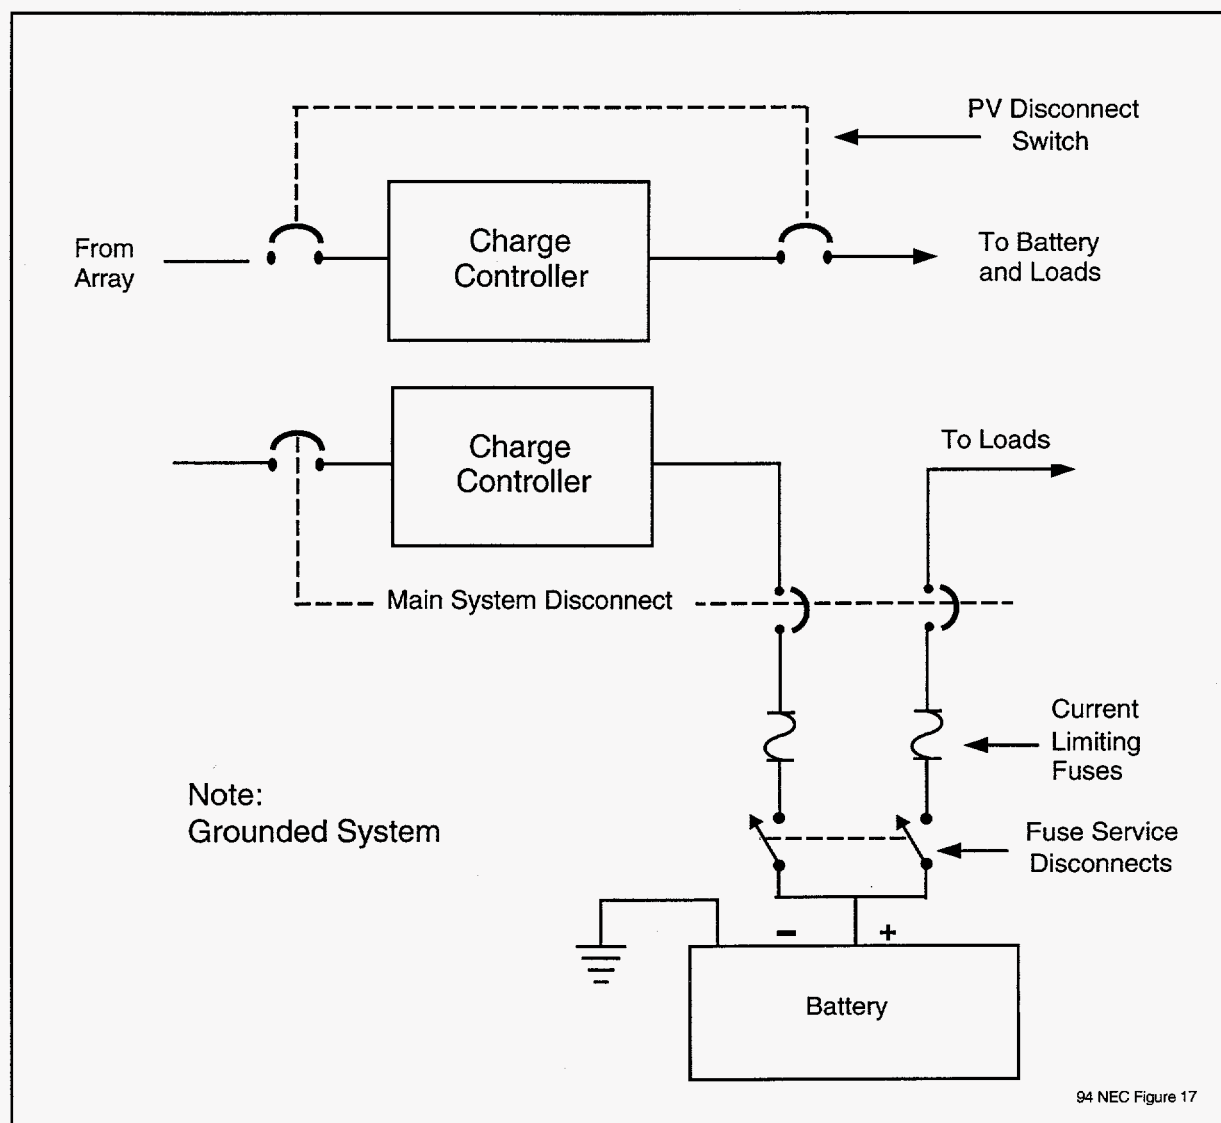 PV Disconnect
Switch
From
Array
Charge
Controller
To Battery
and Loads
Charge
Controller
To Loads
Main System Disconnect
Current
Limiting
Fuses
Note:
Grounded System
Fuse Service
Disconnects
- +
Battery
94 NEC Figure 17